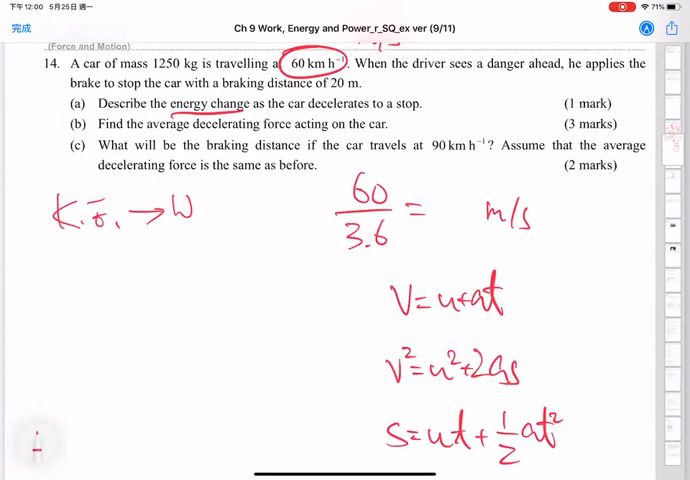 下午12:00 5月25日週一
71%
完成
Ch 9 Work, Energy and Power_r_SQ_ex ver (9/11)
(Force and Motion)
14. A car of mass 1250 kg is travelling a 60 km h⁻¹. When the driver sees a danger ahead, he applies the
brake to stop the car with a braking distance of 20 m.
(a) Describe the energy change as the car decelerates to a stop. (1 mark)
(b) Find the average decelerating force acting on the car. (3 marks)
(c) What will be the braking distance if the car travels at 90 km h⁻¹? Assume that the average
decelerating force is the same as before. (2 marks)
K.E. → W
60
3.6
= m/s
V=u+at
V²=u²+2as
s=ut+1/2at²